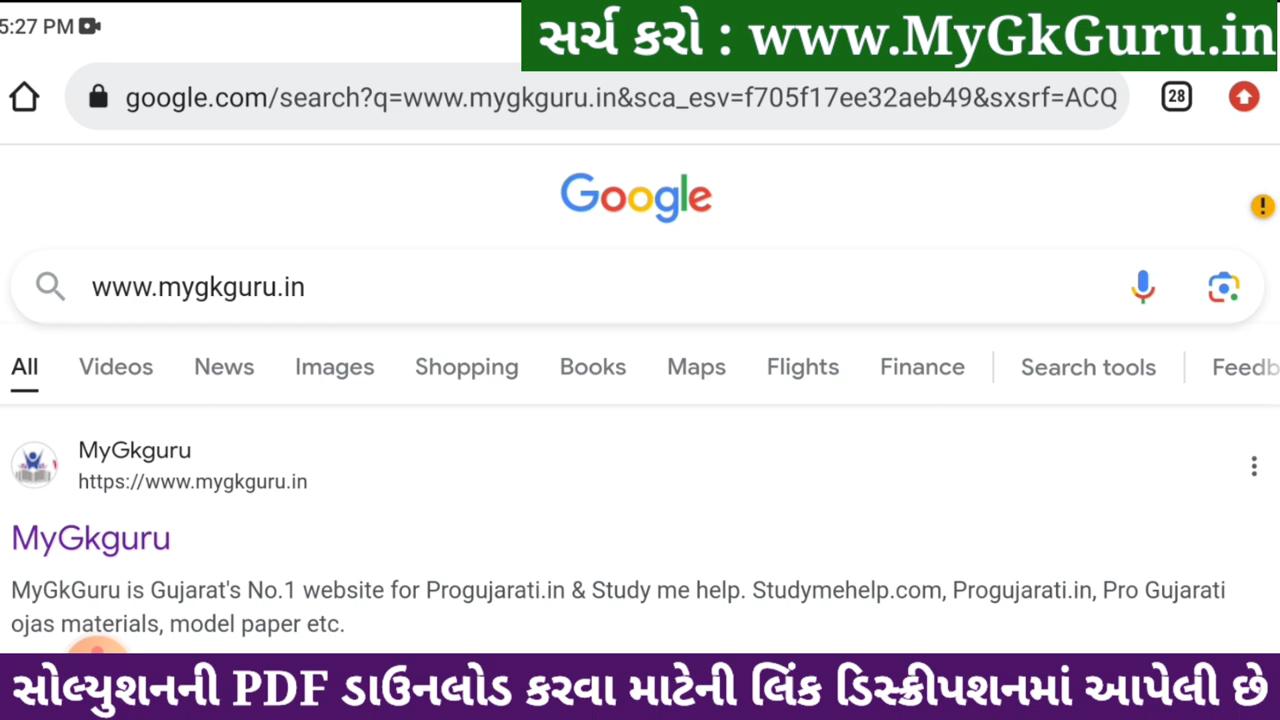 5:27 PM
સર્ચ કરો : www.MyGkGuru.in
google.com/search?q=www.mygkguru.in&sca_esv=f705f17ee32aeb49&sxsrf=ACQ
28
Google
www.mygkguru.in
All Videos News Images Shopping Books Maps Flights Finance Search tools Feedb
MyGkguru
https://www.mygkguru.in
MyGkguru
MyGkGuru is Gujarat's No.1 website for Progujarati.in & Study me help. Studymehelp.com, Progujarati.in, Pro Gujarati
ojas materials, model paper etc.
સોલ્યુશનની PDF ડાઉનલોડ કરવા માટેની લિંક ડિસ્ક્રીપશનમાં આપેલી છે